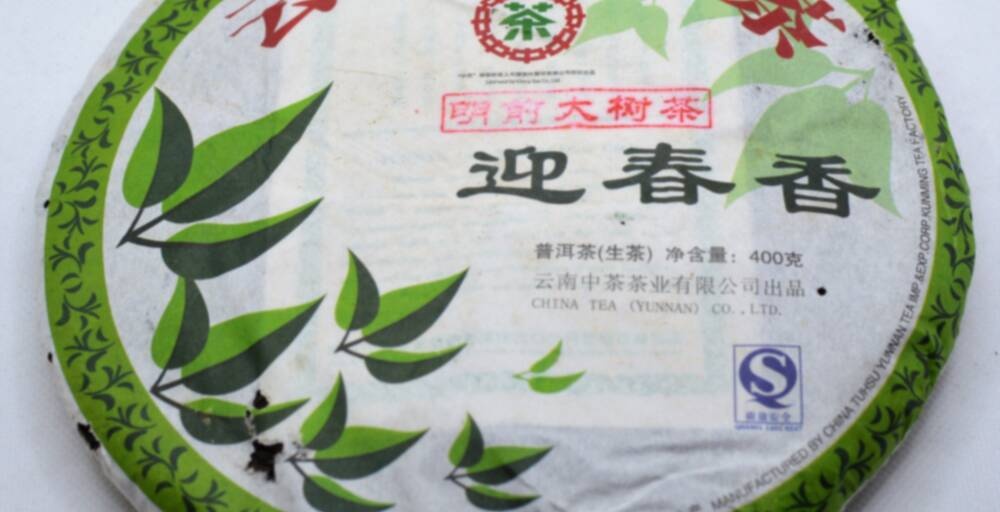 茶
明前大树茶
迎春香
普洱茶(生茶) 净含量: 400克
云南中茶茶业有限公司出品
CHINA TEA (YUNNAN) CO.,LTD.
MANUFACTURED BY CHINA TUHSU YUNNAN TEA IMP.&EXP.CORP.KUNMING TEA FACTORY